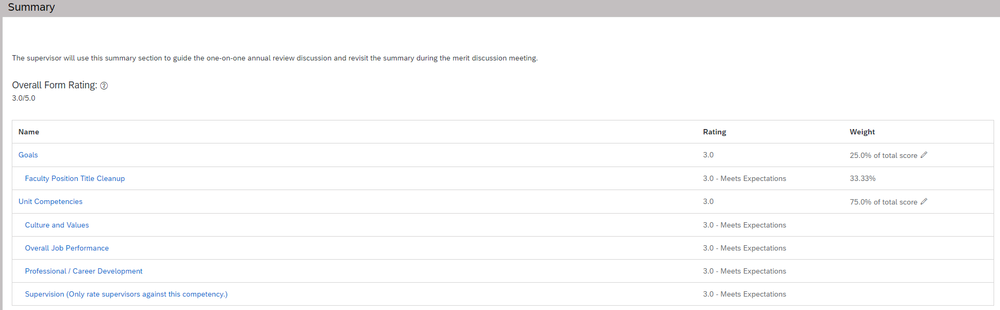 Summary
The supervisor will use this summary section to guide the one-on-one annual review discussion and revisit the summary during the merit discussion meeting.
Overall Form Rating: ?
3.0/5.0
Name Rating Weight
Goals 3.0 25.0% of total score
Faculty Position Title Cleanup 3.0 - Meets Expectations 33.33%
Unit Competencies 3.0 75.0% of total score
Culture and Values 3.0 - Meets Expectations
Overall Job Performance 3.0 - Meets Expectations
Professional / Career Development 3.0 - Meets Expectations
Supervision (Only rate supervisors against this competency.) 3.0 - Meets Expectations